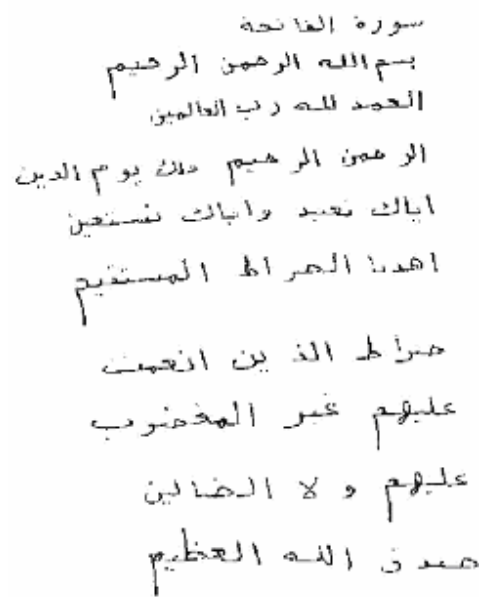 سورة الفاتحة
بسم الله الرحمن الرحيم
الحمد لله رب العالمين
الرحمن الرحيم ملك يوم الدين
اياك نعبد واياك نستعين
اهدنا الصراط المستقيم
صراط الذين انعمت
عليهم غير المغضوب
عليهم ولا الضالين
صدق الله العظيم